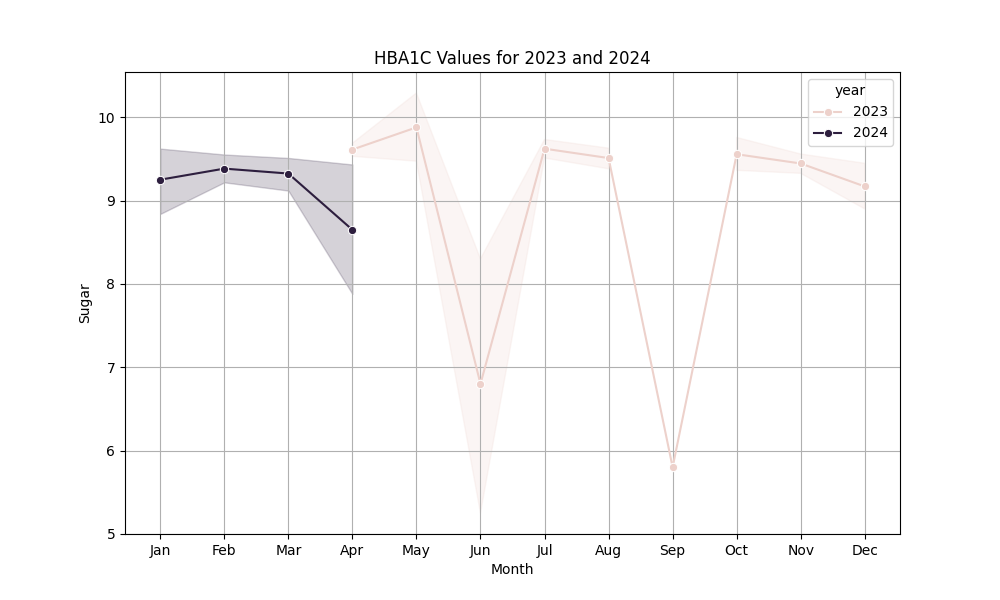 HBA1C Values for 2023 and 2024
year
2023
2024
10
9
8
7
6
5
Sugar
Jan Feb Mar Apr May Jun Jul Aug Sep Oct Nov Dec
Month